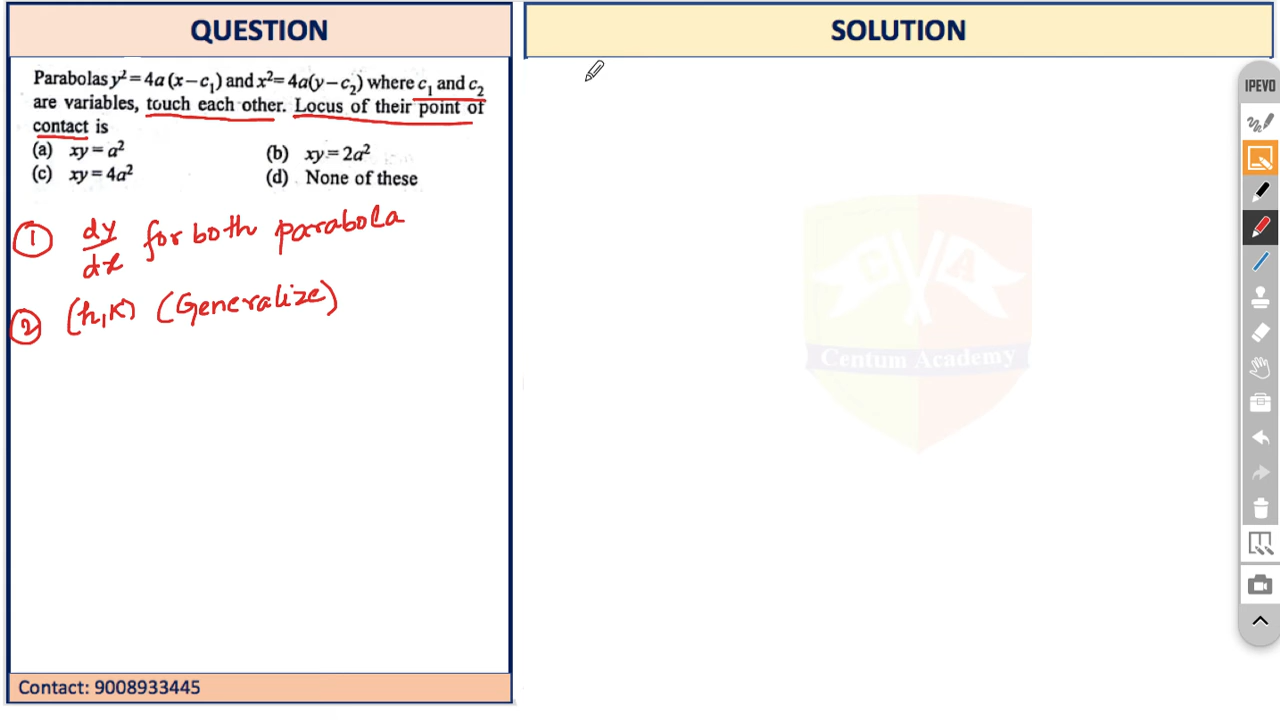 QUESTION
Parabolas y² = 4a (x – c₁) and x² = 4a(y – c₂) where c₁ and c₂
are variables, touch each other. Locus of their point of
contact is
(a) xy = a² (b) xy = 2a²
(c) xy = 4a² (d) None of these
① dy/dx for both parabola
② (h,K) (Generalize)
Contact: 9008933445
SOLUTION
C A
Centum Academy
IPEVO